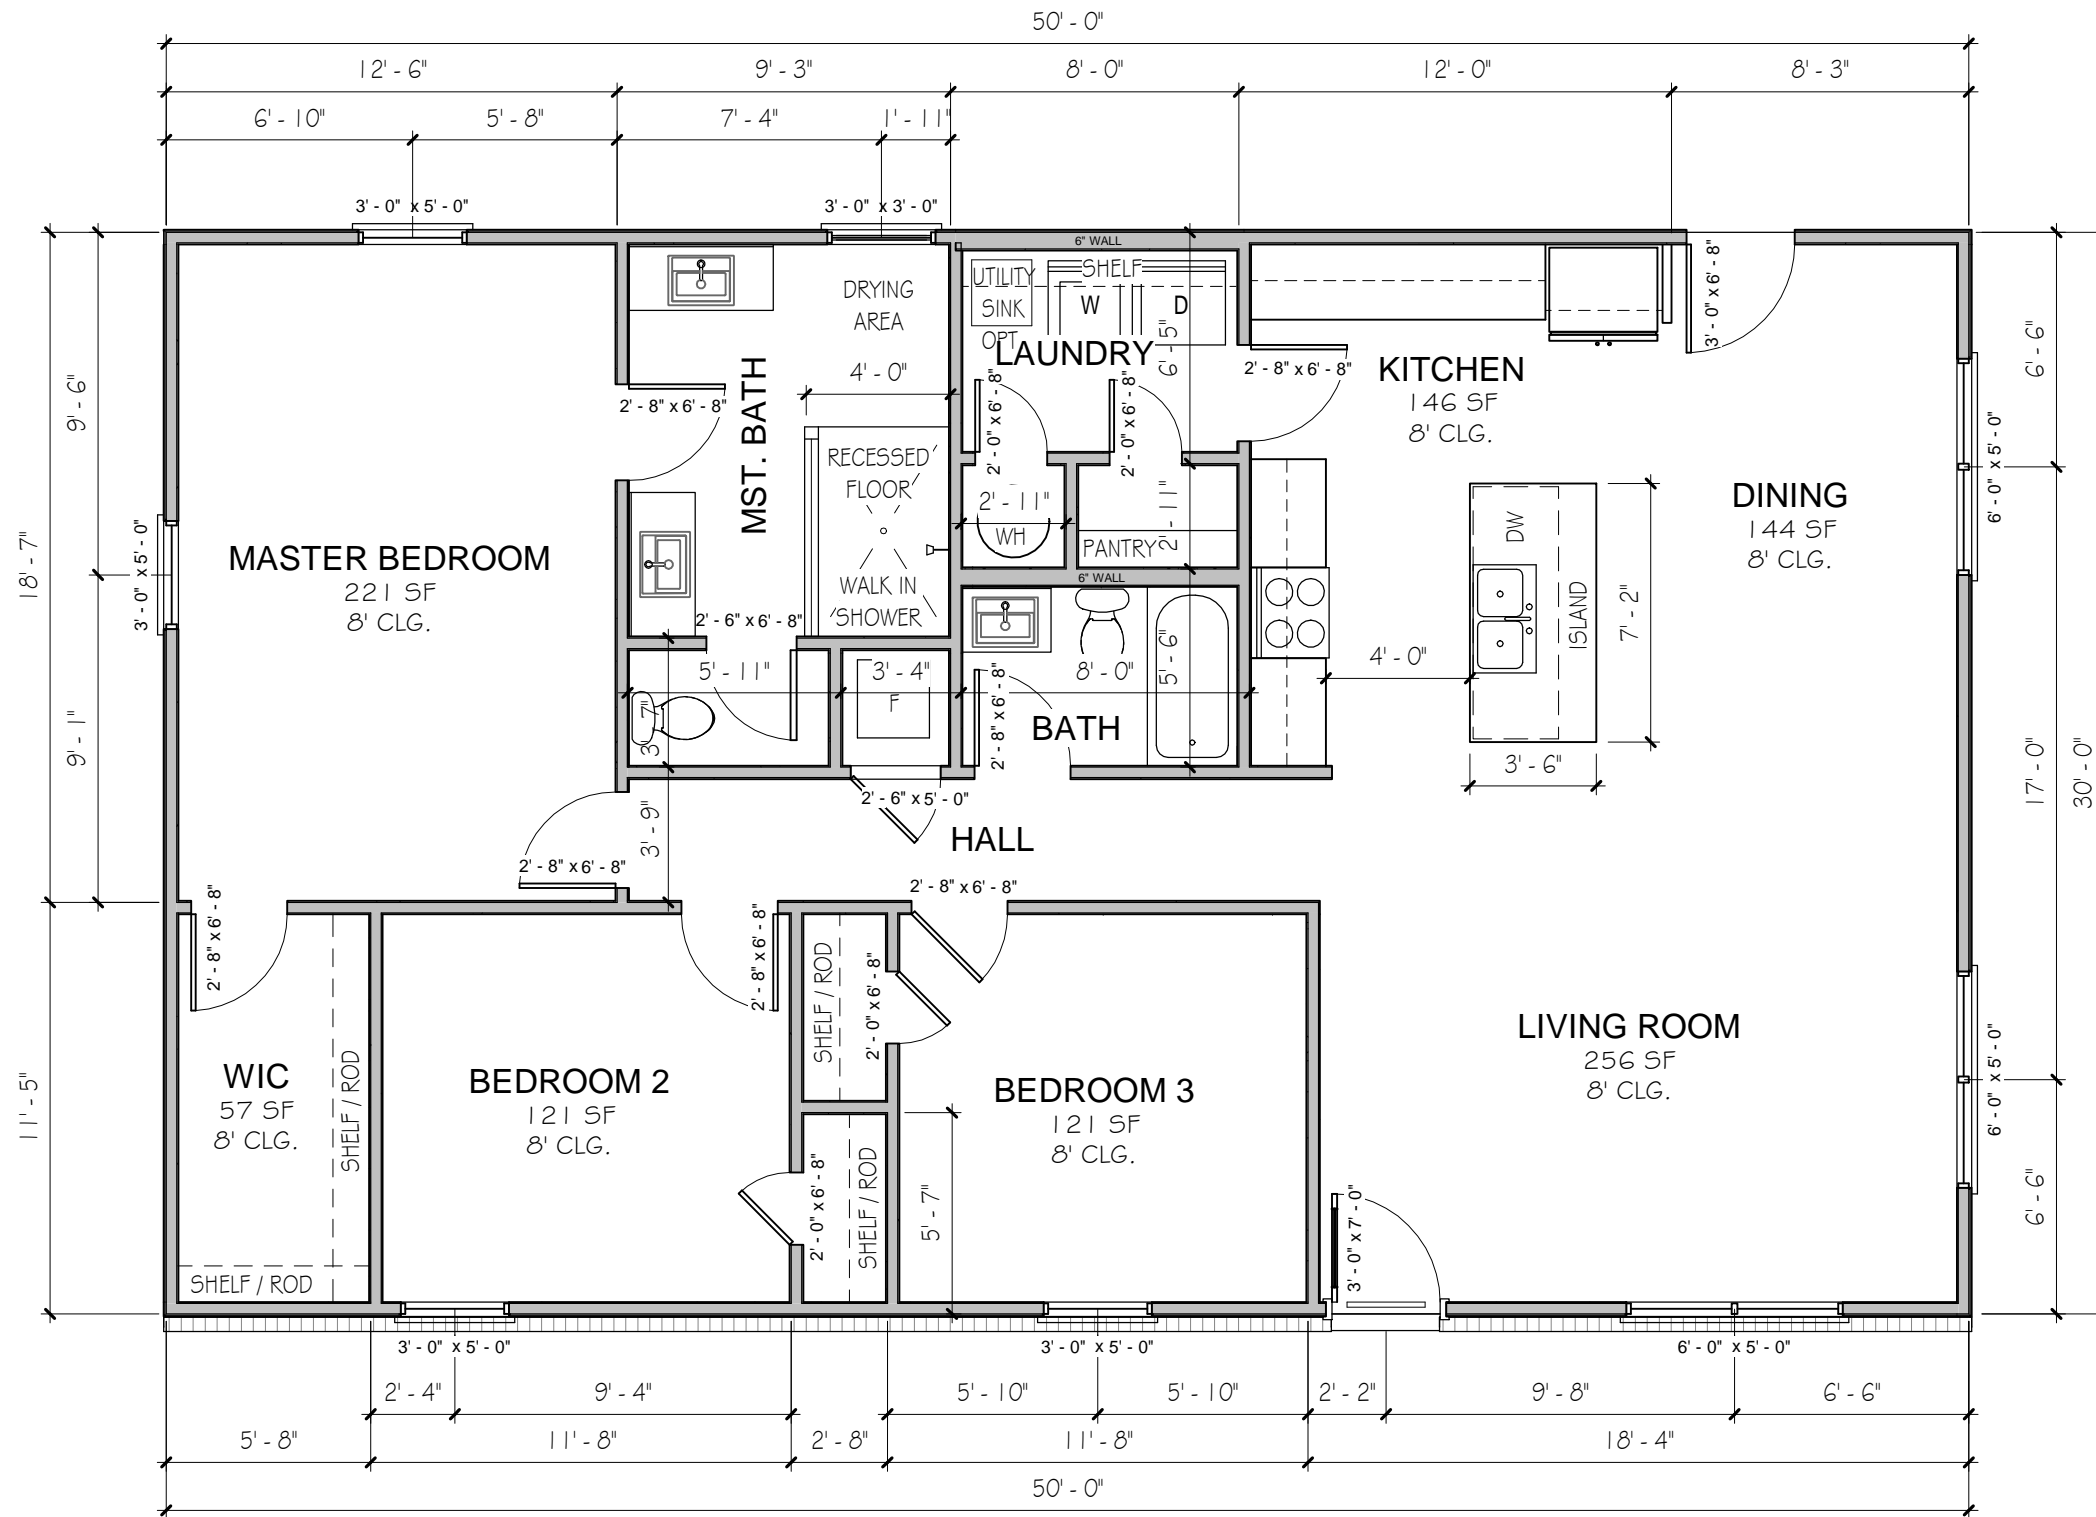 50' - 0"
12' - 6"
9' - 3"
8' - 0"
12' - 0"
8' - 3"
6' - 10"
5' - 8"
7' - 4"
1' - 11"
3' - 0" x 5' - 0"
3' - 0" x 3' - 0"
6" WALL
3' - 0" x 6' - 8"
DRYING
AREA
UTILITY
SINK
OPT
SHELF
W
D
LAUNDRY
6' - 5"
2' - 8" x 6' - 8"
KITCHEN
146 SF
8' CLG.
6' - 6"
9' - 6"
4' - 0"
2' - 8" x 6' - 8"
MST. BATH
2' - 0" x 6' - 8"
2' - 0" x 6' - 8"
6' - 0" x 5' - 0"
RECESSED
FLOOR
WALK IN
SHOWER
2' - 11"
WH
PANTRY
2' - 11"
6" WALL
DW
ISLAND
7' - 2"
DINING
144 SF
8' CLG.
18' - 7"
3' - 0" x 5' - 0"
MASTER BEDROOM
221 SF
8' CLG.
2' - 6" x 6' - 8"
5' - 11"
3' - 4"
F
8' - 0"
5' - 6"
4' - 0"
3' - 7"
2' - 8" x 6' - 8"
BATH
9' - 1"
3' - 6"
17' - 0"
30' - 0"
2' - 6" x 5' - 0"
3' - 9"
HALL
2' - 8" x 6' - 8"
2' - 8" x 6' - 8"
2' - 8" x 6' - 8"
2' - 8" x 6' - 8"
SHELF / ROD
2' - 0" x 6' - 8"
LIVING ROOM
256 SF
8' CLG.
6' - 0" x 5' - 0"
11' - 5"
WIC
57 SF
8' CLG.
SHELF / ROD
BEDROOM 2
121 SF
8' CLG.
BEDROOM 3
121 SF
8' CLG.
2' - 0" x 6' - 8"
SHELF / ROD
5' - 7"
3' - 0" x 7' - 0"
6' - 6"
SHELF / ROD
3' - 0" x 5' - 0"
3' - 0" x 5' - 0"
6' - 0" x 5' - 0"
2' - 4"
9' - 4"
5' - 10"
5' - 10"
2' - 2"
9' - 8"
6' - 6"
5' - 8"
11' - 8"
2' - 8"
11' - 8"
18' - 4"
50' - 0"